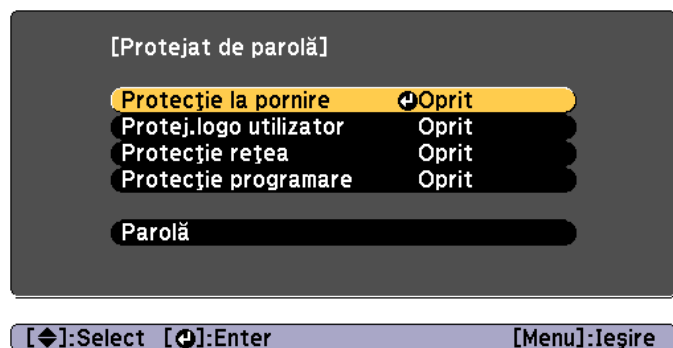 [Protejat de parolă]
Protecţie la pornire Oprit
Protej.logo utilizator Oprit
Protecţie reţea Oprit
Protecţie programare Oprit
Parolă
[]:Select []:Enter [Menu]:Ieşire